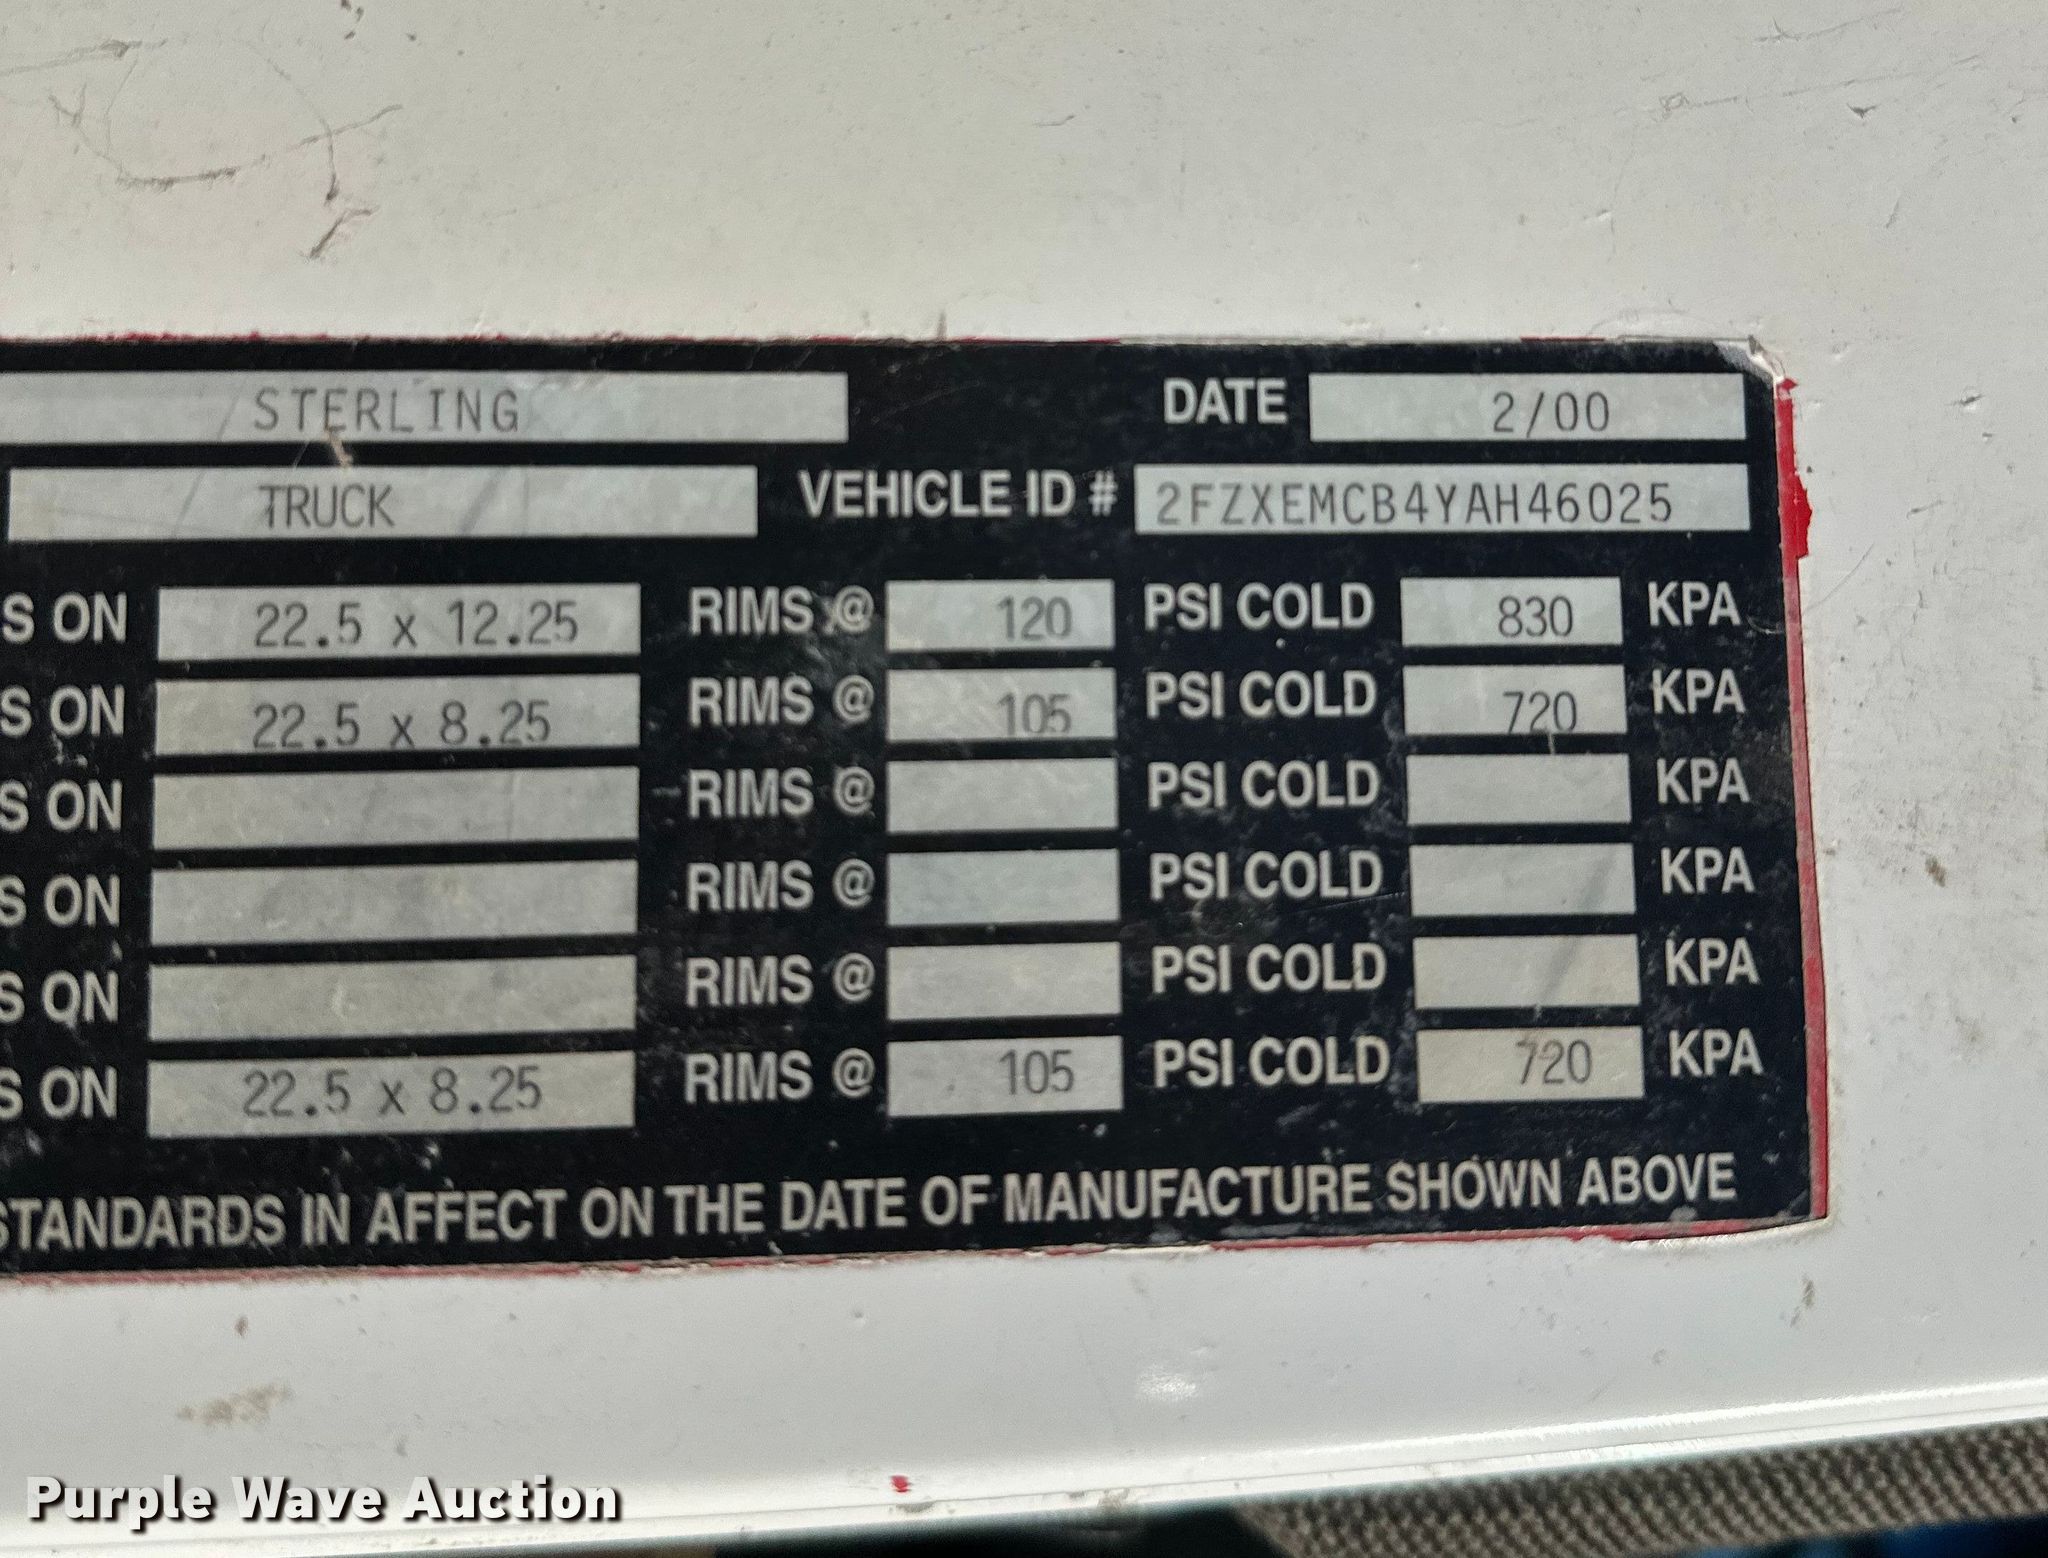 STERLING DATE 2/00
TRUCK VEHICLE ID # 2FZXEMCB4YAH46025
S ON 22.5 x 12.25 RIMS @ 120 PSI COLD 830 KPA
S ON 22.5 x 8.25 RIMS @ 105 PSI COLD 720 KPA
S ON RIMS @ PSI COLD KPA
S ON RIMS @ PSI COLD KPA
S ON RIMS @ PSI COLD KPA
S ON 22.5 x 8.25 RIMS @ 105 PSI COLD 720 KPA
STANDARDS IN AFFECT ON THE DATE OF MANUFACTURE SHOWN ABOVE
Purple Wave Auction